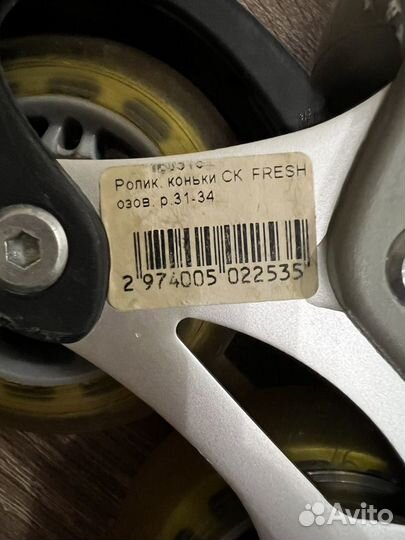 Ролик. коньки CK FRESH
озов. р.31-34
2 974005 022535
Avito